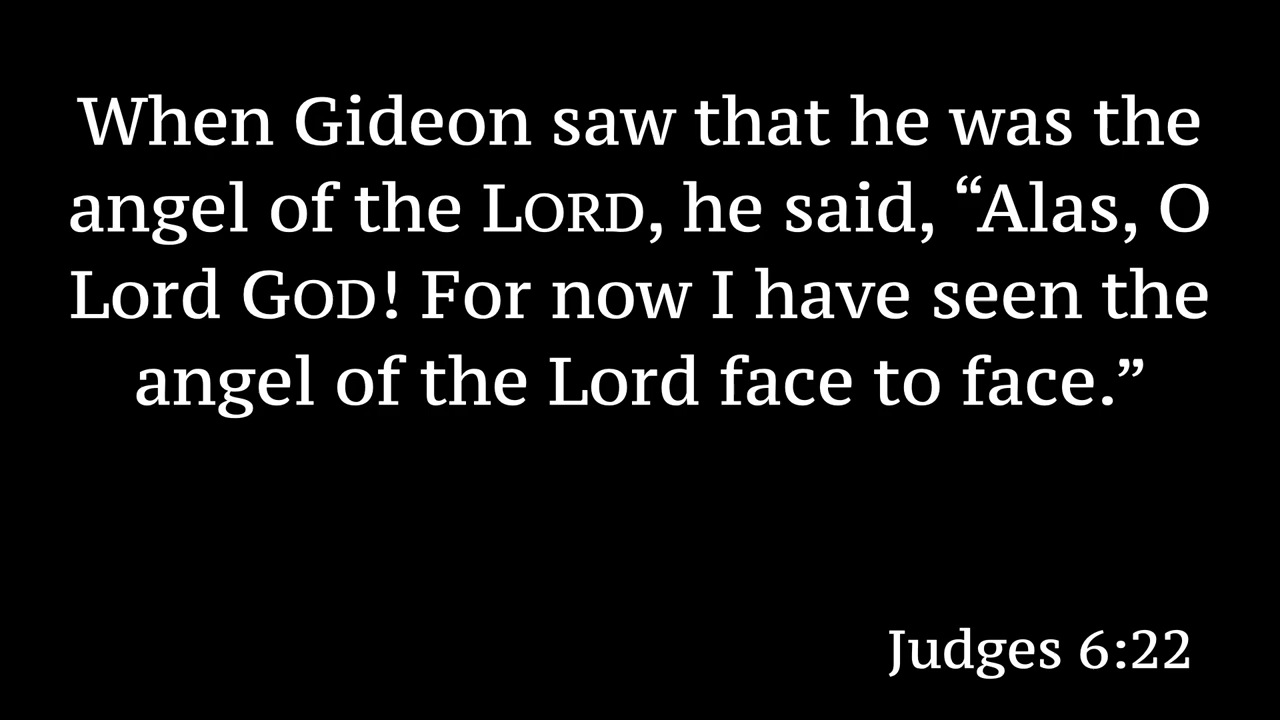 When Gideon saw that he was the
angel of the LORD, he said, “Alas, O
Lord GOD! For now I have seen the
angel of the Lord face to face.”
Judges 6:22